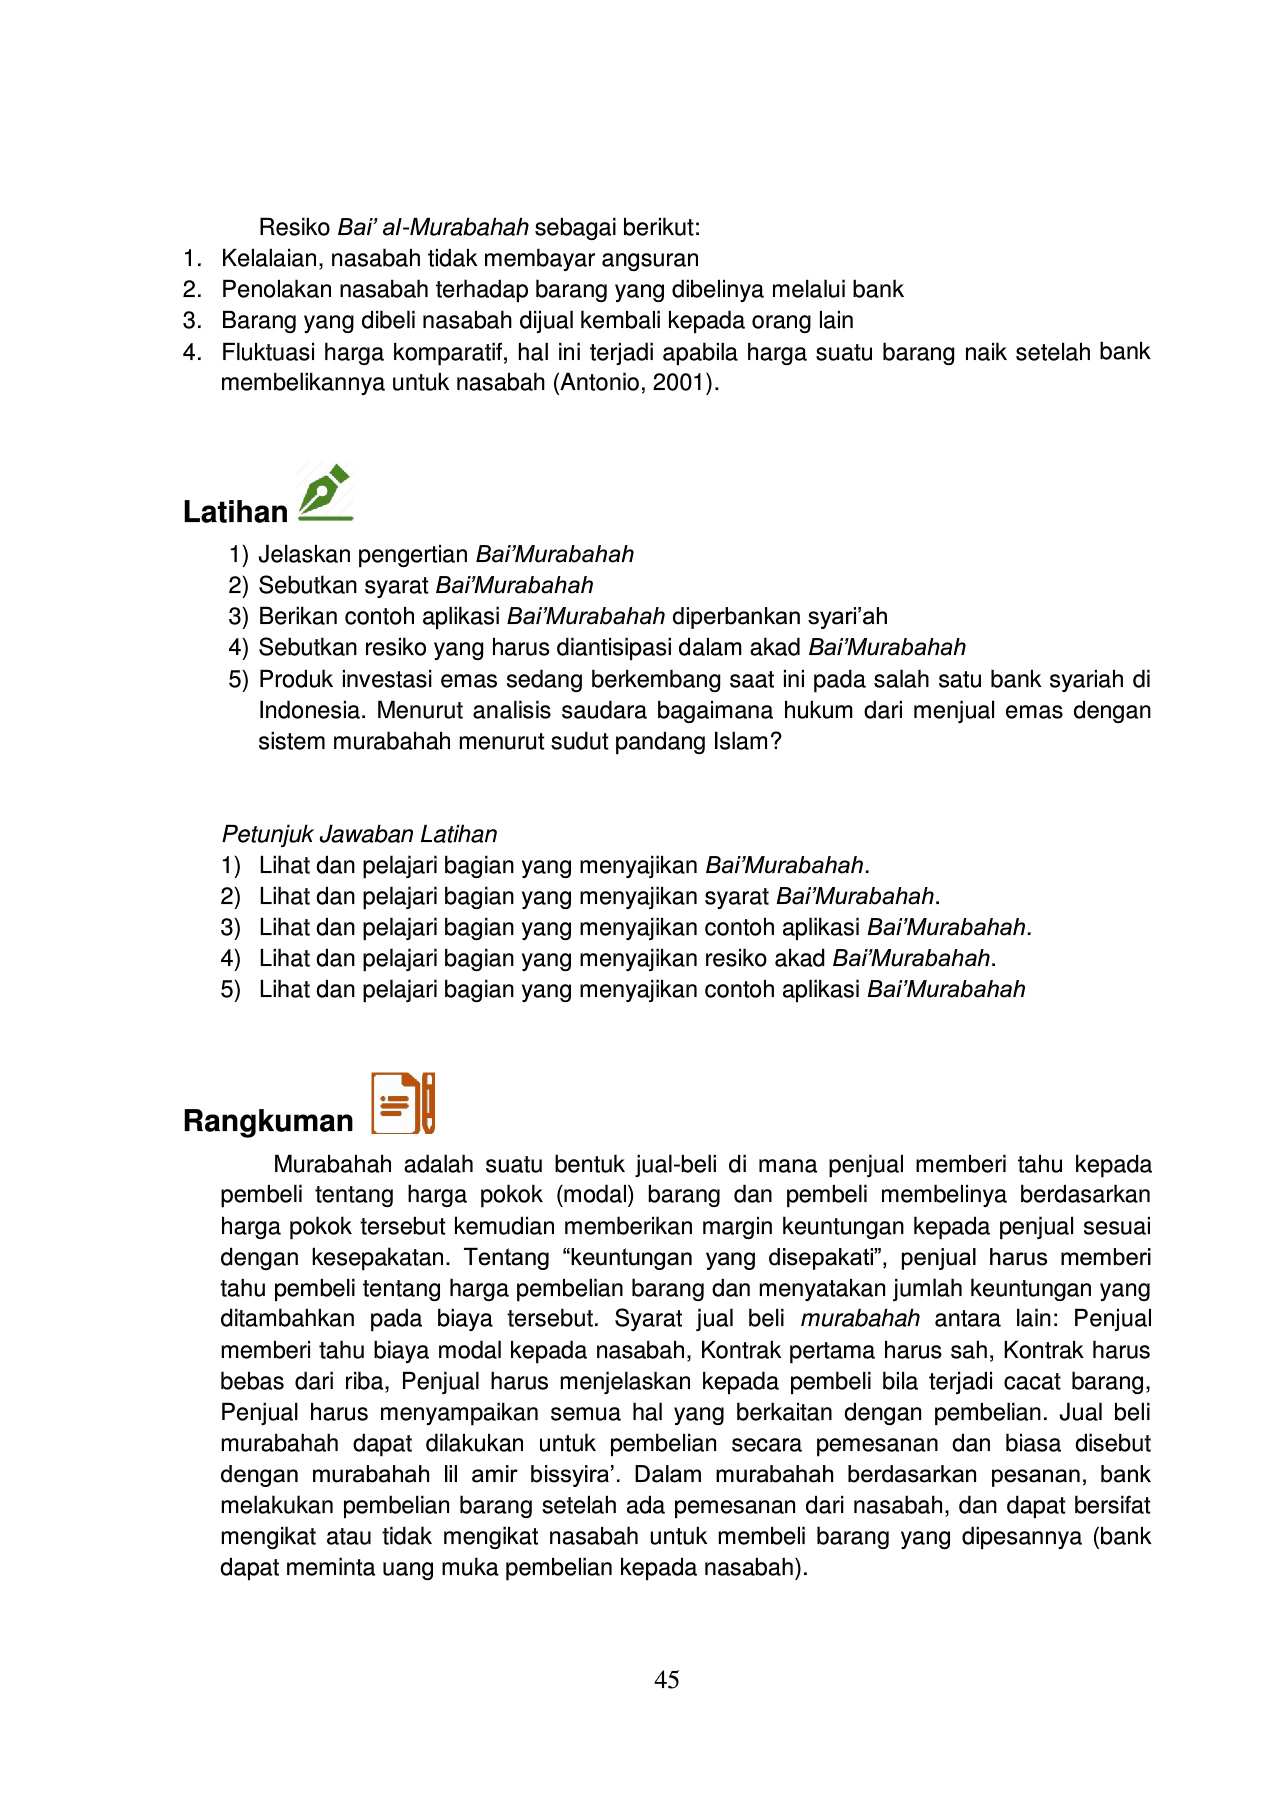 Resiko Bai’ al-Murabahah sebagai berikut:
1. Kelalaian, nasabah tidak membayar angsuran
2. Penolakan nasabah terhadap barang yang dibelinya melalui bank
3. Barang yang dibeli nasabah dijual kembali kepada orang lain
4. Fluktuasi harga komparatif, hal ini terjadi apabila harga suatu barang naik setelah bank
membelikannya untuk nasabah (Antonio, 2001).
Latihan
1) Jelaskan pengertian Bai’Murabahah
2) Sebutkan syarat Bai’Murabahah
3) Berikan contoh aplikasi Bai’Murabahah diperbankan syari’ah
4) Sebutkan resiko yang harus diantisipasi dalam akad Bai’Murabahah
5) Produk investasi emas sedang berkembang saat ini pada salah satu bank syariah di
Indonesia. Menurut analisis saudara bagaimana hukum dari menjual emas dengan
sistem murabahah menurut sudut pandang Islam?
Petunjuk Jawaban Latihan
1) Lihat dan pelajari bagian yang menyajikan Bai’Murabahah.
2) Lihat dan pelajari bagian yang menyajikan syarat Bai’Murabahah.
3) Lihat dan pelajari bagian yang menyajikan contoh aplikasi Bai’Murabahah.
4) Lihat dan pelajari bagian yang menyajikan resiko akad Bai’Murabahah.
5) Lihat dan pelajari bagian yang menyajikan contoh aplikasi Bai’Murabahah
Rangkuman
Murabahah adalah suatu bentuk jual-beli di mana penjual memberi tahu kepada
pembeli tentang harga pokok (modal) barang dan pembeli membelinya berdasarkan
harga pokok tersebut kemudian memberikan margin keuntungan kepada penjual sesuai
dengan kesepakatan. Tentang “keuntungan yang disepakati”, penjual harus memberi
tahu pembeli tentang harga pembelian barang dan menyatakan jumlah keuntungan yang
ditambahkan pada biaya tersebut. Syarat jual beli murabahah antara lain: Penjual
memberi tahu biaya modal kepada nasabah, Kontrak pertama harus sah, Kontrak harus
bebas dari riba, Penjual harus menjelaskan kepada pembeli bila terjadi cacat barang,
Penjual harus menyampaikan semua hal yang berkaitan dengan pembelian. Jual beli
murabahah dapat dilakukan untuk pembelian secara pemesanan dan biasa disebut
dengan murabahah lil amir bissyira’. Dalam murabahah berdasarkan pesanan, bank
melakukan pembelian barang setelah ada pemesanan dari nasabah, dan dapat bersifat
mengikat atau tidak mengikat nasabah untuk membeli barang yang dipesannya (bank
dapat meminta uang muka pembelian kepada nasabah).
45